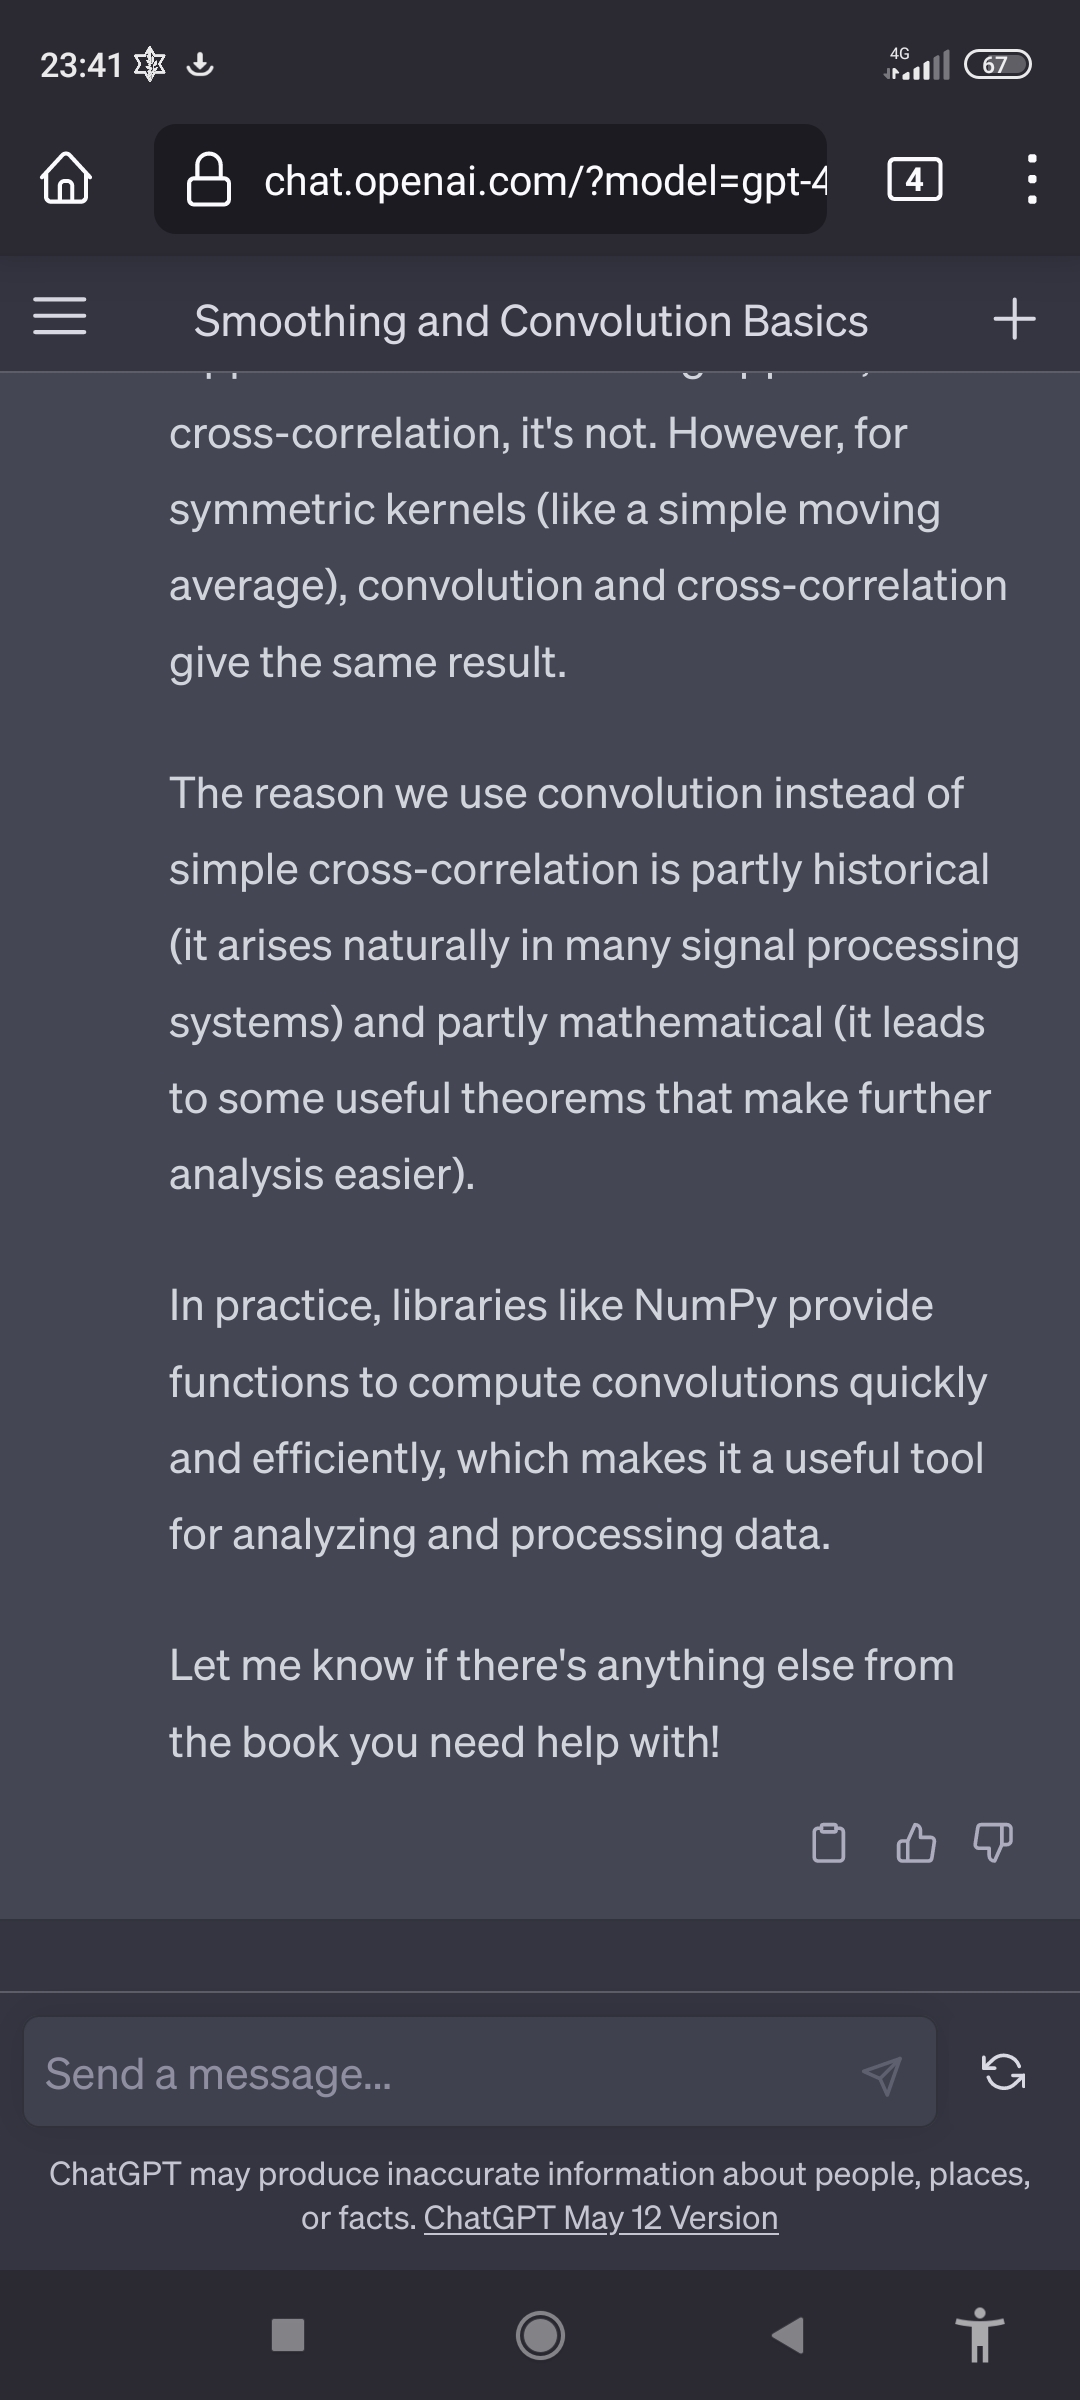 23:41
4G
67
chat.openai.com/?model=gpt-4
4
Smoothing and Convolution Basics
cross-correlation, it's not. However, for
symmetric kernels (like a simple moving
average), convolution and cross-correlation
give the same result.
The reason we use convolution instead of
simple cross-correlation is partly historical
(it arises naturally in many signal processing
systems) and partly mathematical (it leads
to some useful theorems that make further
analysis easier).
In practice, libraries like NumPy provide
functions to compute convolutions quickly
and efficiently, which makes it a useful tool
for analyzing and processing data.
Let me know if there's anything else from
the book you need help with!
Send a message...
ChatGPT may produce inaccurate information about people, places,
or facts. ChatGPT May 12 Version